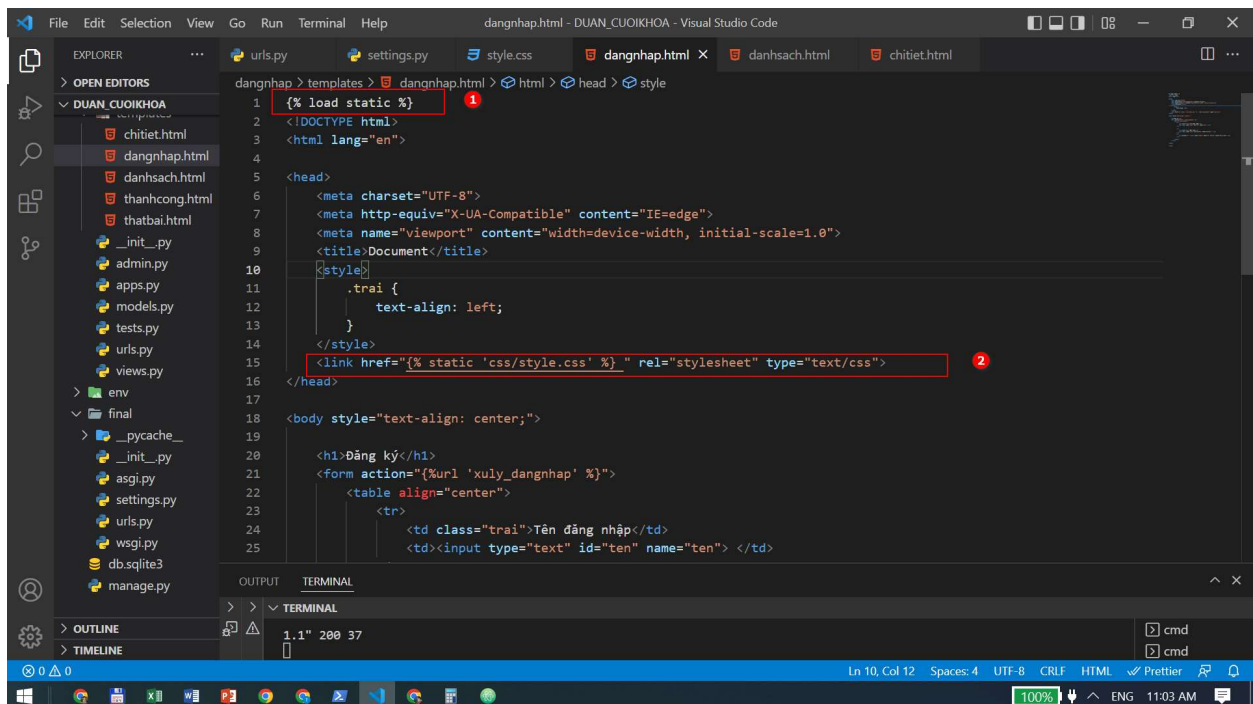 File Edit Selection View Go Run Terminal Help dangnhap.html - DUAN_CUOIKHOA - Visual Studio Code
EXPLORER ... urls.py settings.py style.css dangnhap.html danhsach.html chitiet.html
OPEN EDITORS
DUAN_CUOIKHOA
templates
chitiet.html
dangnhap.html
danhsach.html
thanhcong.html
thatbai.html
__init__.py
admin.py
apps.py
models.py
tests.py
urls.py
views.py
env
final
__pycache__
__init__.py
asgi.py
settings.py
urls.py
wsgi.py
db.sqlite3
manage.py
OUTLINE
TIMELINE
dangnhap > templates > dangnhap.html > html > head > style
1 {% load static %} 1
2 <!DOCTYPE html>
3 <html lang="en">
4
5 <head>
6 <meta charset="UTF-8">
7 <meta http-equiv="X-UA-Compatible" content="IE=edge">
8 <meta name="viewport" content="width=device-width, initial-scale=1.0">
9 <title>Document</title>
10 <style>
11 .trai {
12 text-align: left;
13 }
14 </style>
15 <link href="{% static 'css/style.css' %} " rel="stylesheet" type="text/css"> 2
16 </head>
17
18 <body style="text-align: center;">
19
20 <h1>Đăng ký</h1>
21 <form action="{%url 'xuly_dangnhap' %}">
22 <table align="center">
23 <tr>
24 <td class="trai">Tên đăng nhập</td>
25 <td><input type="text" id="ten" name="ten"> </td>
OUTPUT TERMINAL
TERMINAL
1.1" 200 37
cmd
cmd
0 0 Ln 10, Col 12 Spaces: 4 UTF-8 CRLF HTML Prettier
100% ENG 11:03 AM